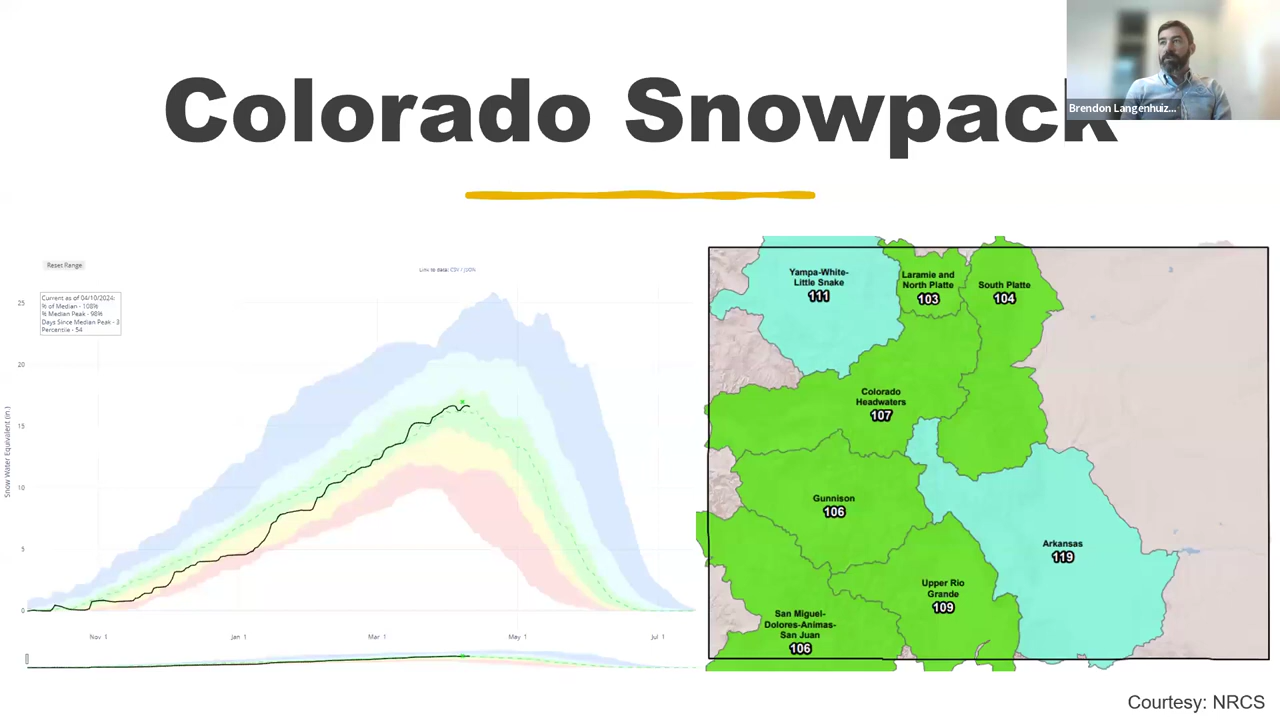 Colorado Snowpack
Brendon Langenhuiz...
Reset Range
Link to data: CSV / JSON
Current as of 04/10/2024:
% of Median - 108%
% Median Peak - 98%
Days Since Median Peak - 3
Percentile - 54
Snow Water Equivalent (in.)
25
20
15
10
5
0
Nov 1
Jan 1
Mar 1
May 1
Jul 1
Yampa-White-
Little Snake
111
Laramie and
North Platte
103
South Platte
104
Colorado
Headwaters
107
Gunnison
106
Arkansas
119
Upper Rio
Grande
109
San Miguel-
Dolores-Animas-
San Juan
106
Courtesy: NRCS